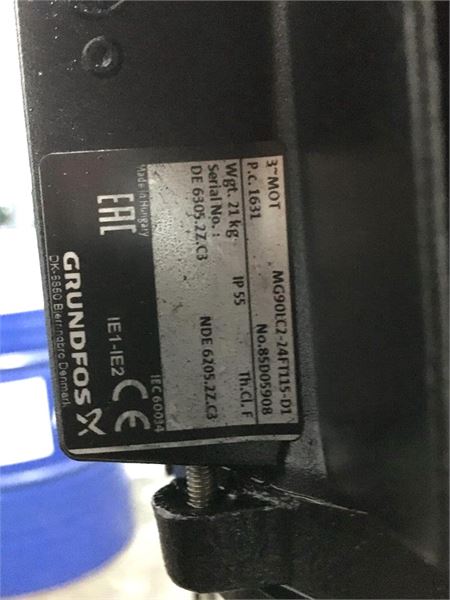 3~MOT MG90LC2-24FT115-D1
P.c. 1631 No.85D05908
Wgt. 21 kg IP 55 Th.Cl. F
Serial No. :
DE 6305.2Z.C3 NDE 6205.2Z.C3
IEC 60034
Made in Hungary
EAC IE1-IE2 CE
GRUNDFOS
DK-8850 Bjerringbro Denmark